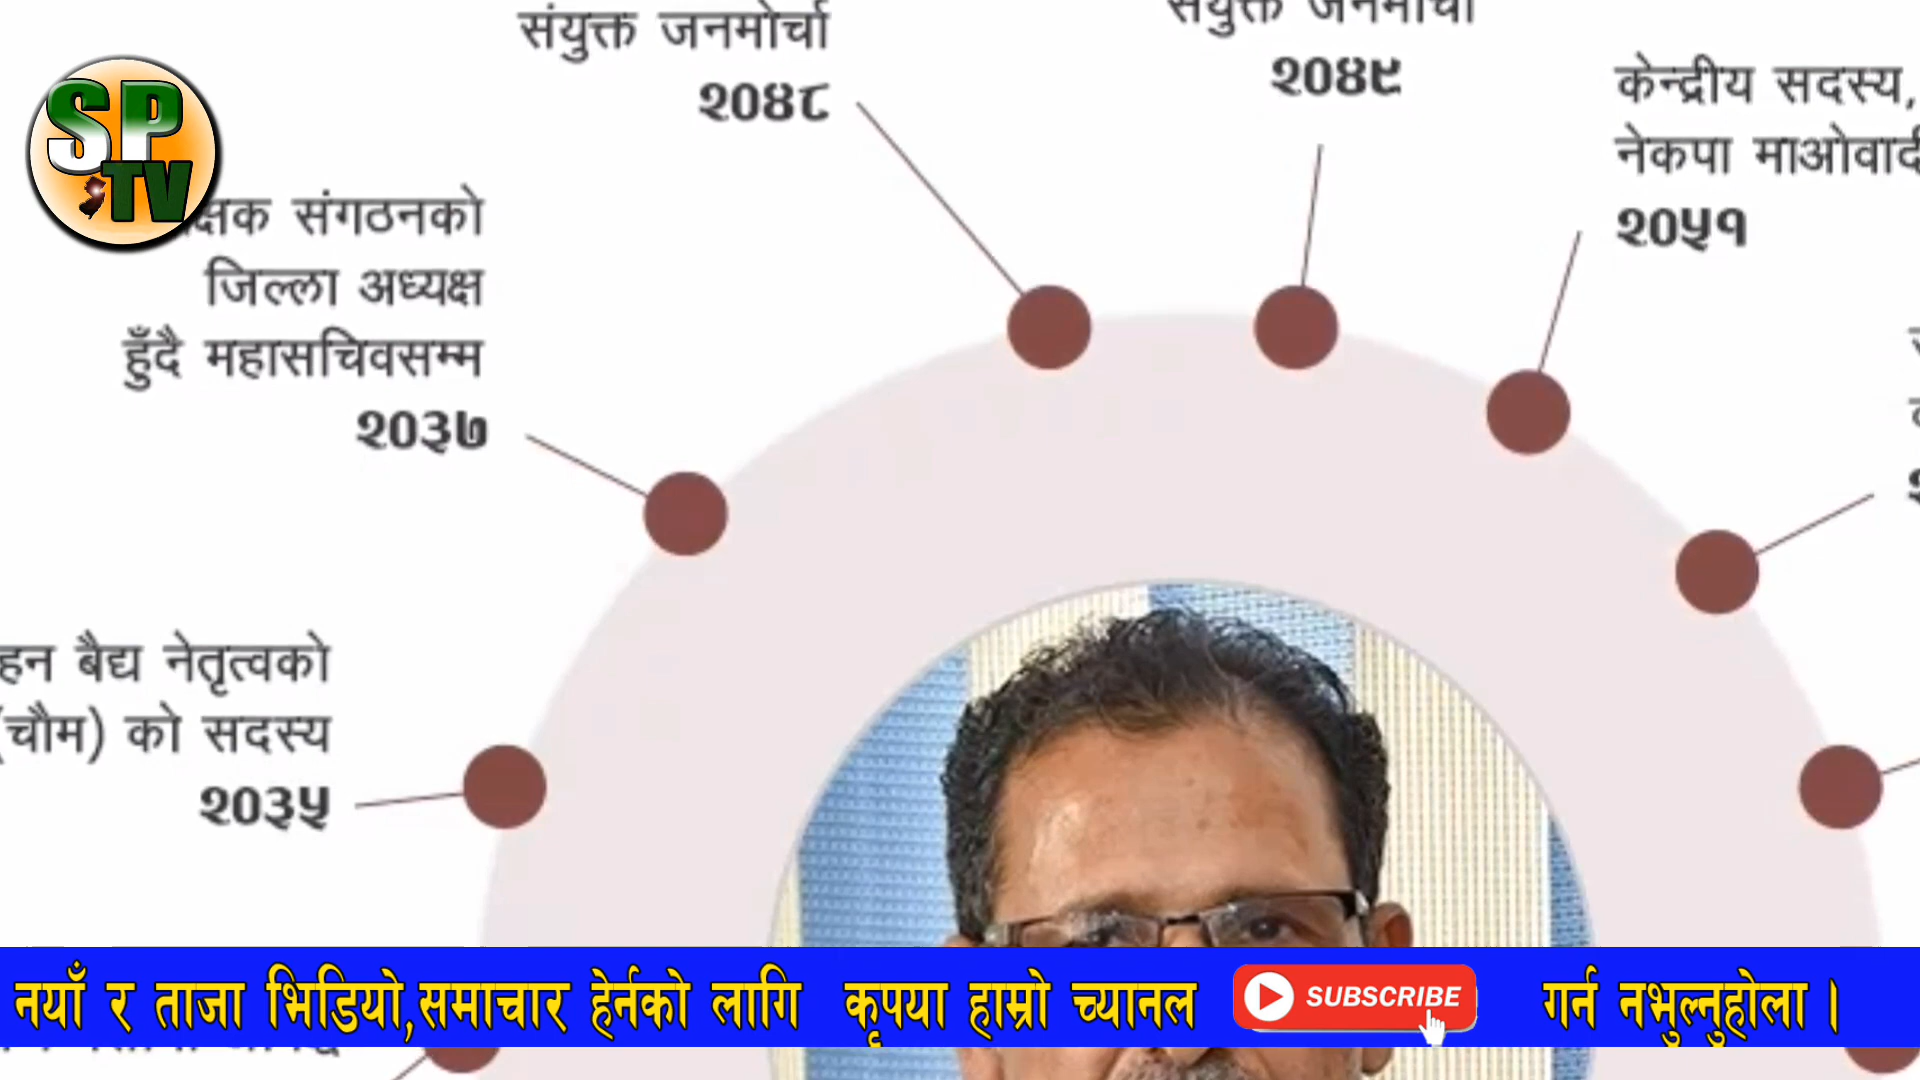 SP
TV
संयुक्त जनमोर्चा
२०४८
संयुक्त जनमोर्चा
२०४९
केन्द्रीय सदस्य,
नेकपा माओवादी
२०५१
संगठनको
जिल्ला अध्यक्ष
हुँदै महासचिवसम्म
२०३७
बैद्य नेतृत्वको
(चौम) को सदस्य
२०३५
नयाँ र ताजा भिडियो,समाचार हेर्नको लागि कृपया हाम्रो च्यानल SUBSCRIBE गर्न नभुल्नुहोला ।